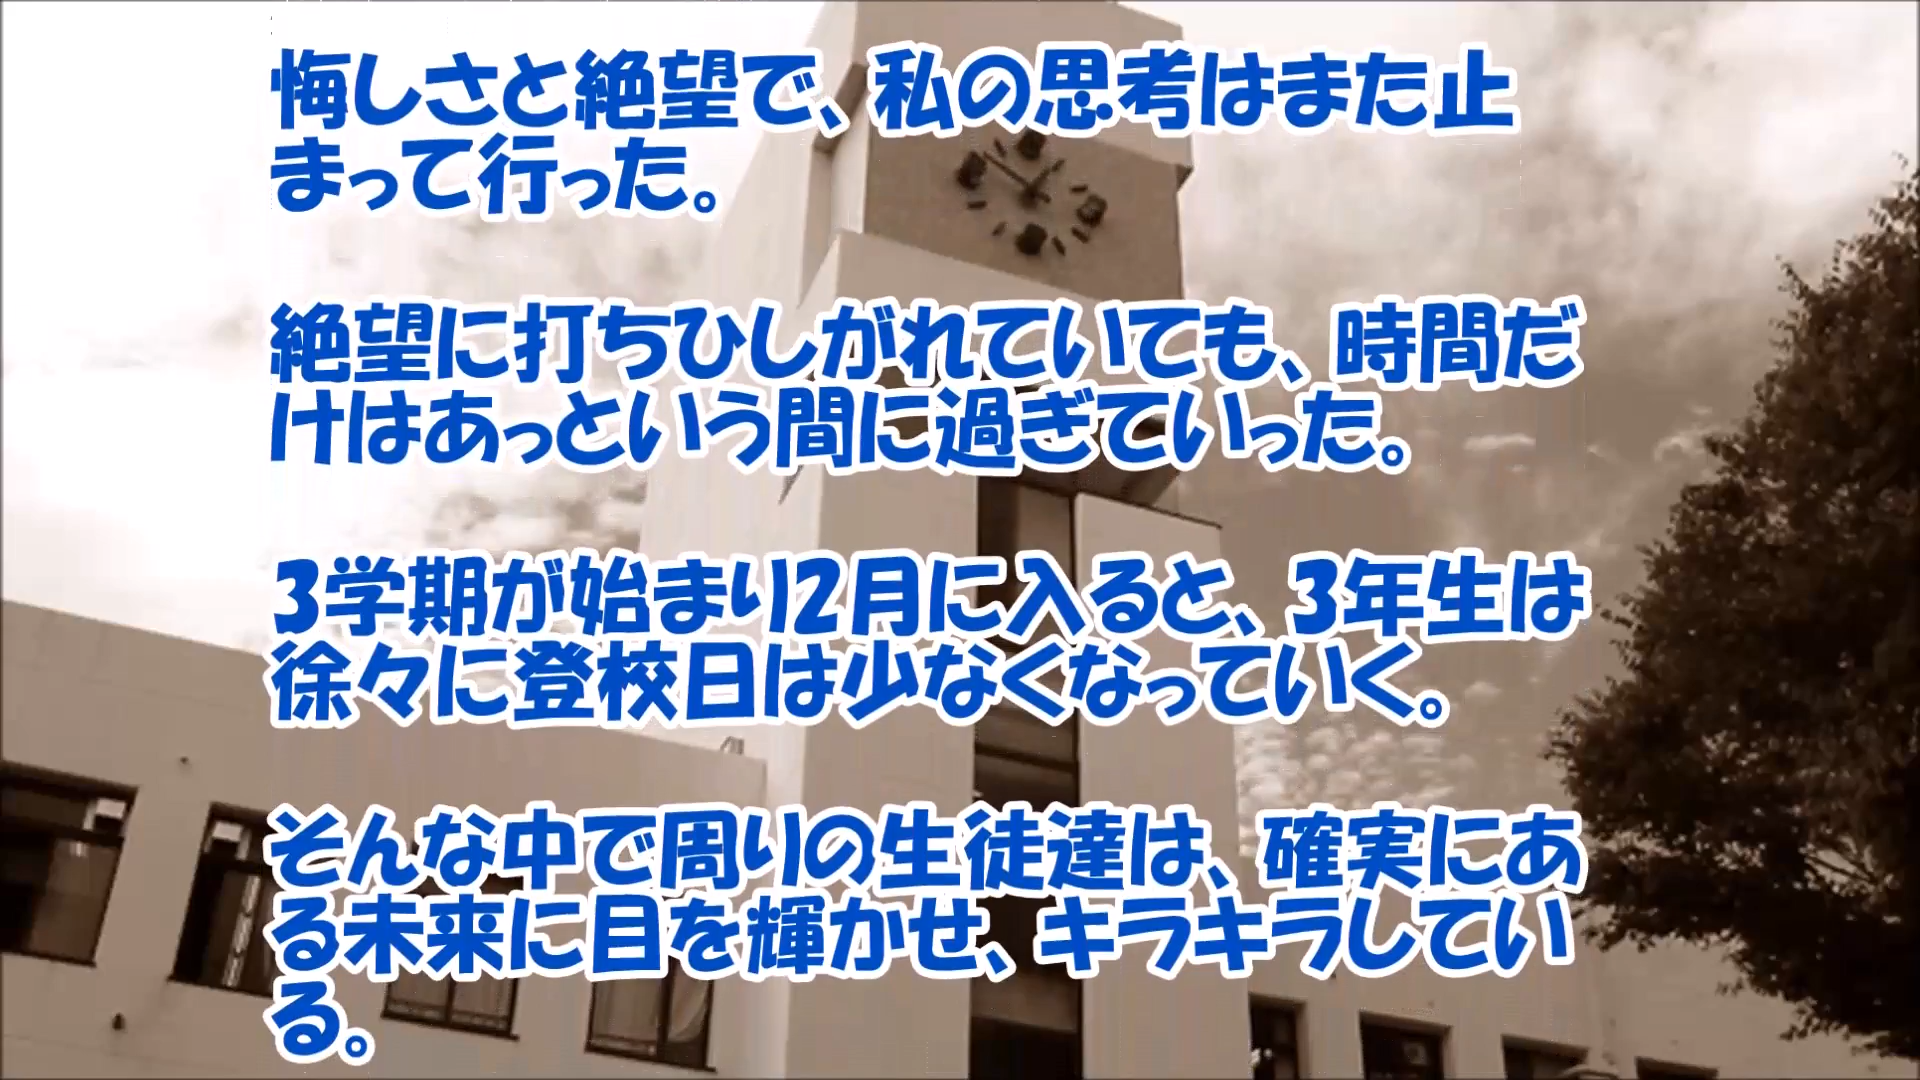 悔しさと絶望で、私の思考はまた止
まって行った。
絶望に打ちひしがれていても、時間だ
けはあっという間に過ぎていった。
3学期が始まり2月に入ると、3年生は
徐々に登校日は少なくなっていく。
そんな中で周りの生徒達は、確実にあ
る未来に目を輝かせ、キラキラしてい
る。